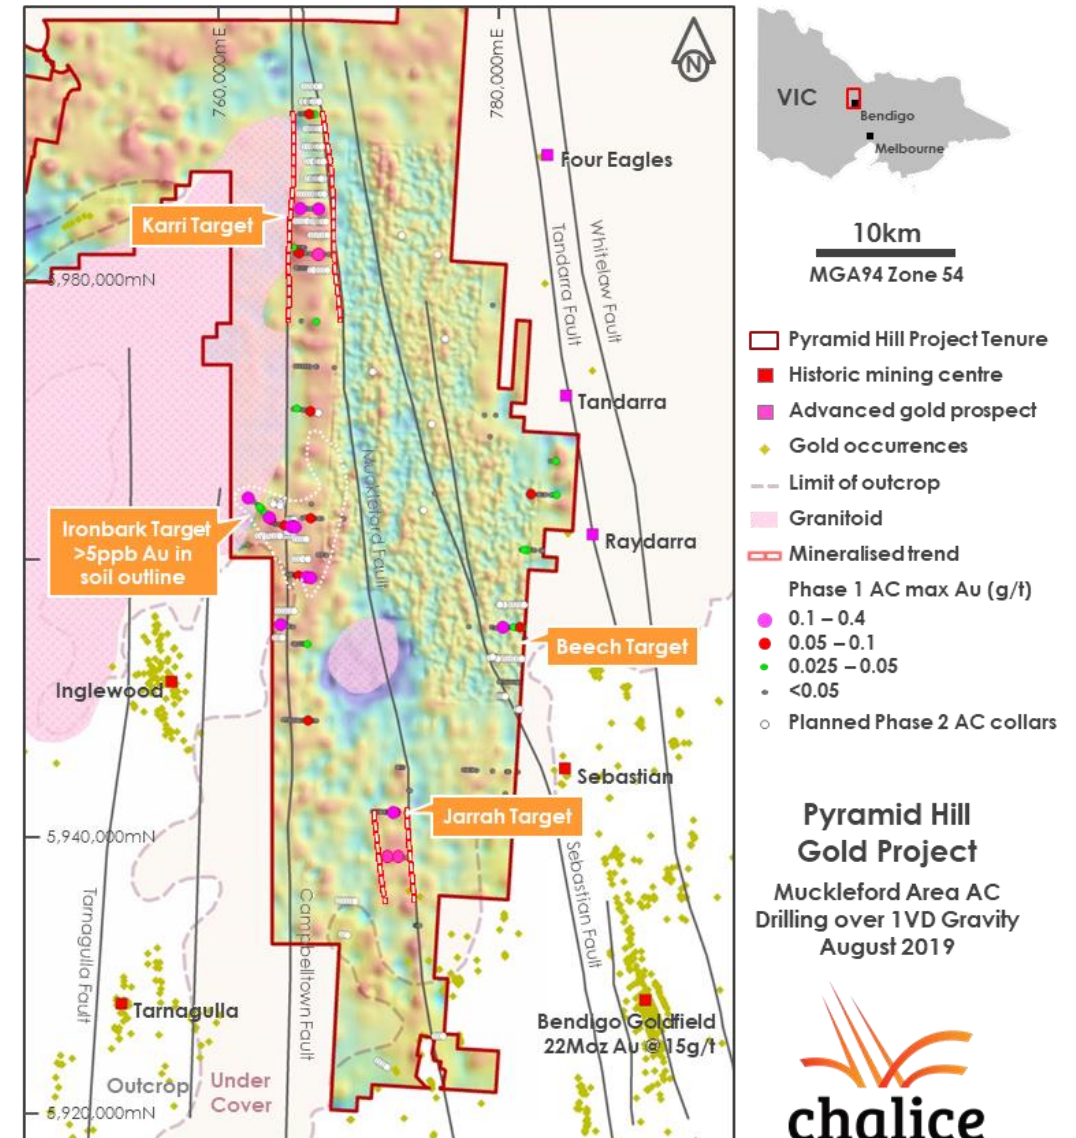 760,000mE
780,000mE
N
Four Eagles
Karri Target
Tandarra Fault
Whitelaw Fault
5,980,000mN
Tandarra
Muckleford Fault
Ironbark Target
>5ppb Au in
soil outline
Raydarra
Beech Target
Inglewood
Sebastian
Jarrah Target
5,940,000mN
Sebastian Fault
Tarnagulla Fault
Campbelltown Fault
Tarnagulla
Bendigo Goldfield
22Moz Au @ 15g/t
Outcrop
Under
Cover
5,920,000mN
VIC
Bendigo
Melbourne
10km
MGA94 Zone 54
Pyramid Hill Project Tenure
Historic mining centre
Advanced gold prospect
Gold occurrences
Limit of outcrop
Granitoid
Mineralised trend
Phase 1 AC max Au (g/t)
0.1 – 0.4
0.05 – 0.1
0.025 – 0.05
<0.05
Planned Phase 2 AC collars
Pyramid Hill
Gold Project
Muckleford Area AC
Drilling over 1VD Gravity
August 2019
chalice